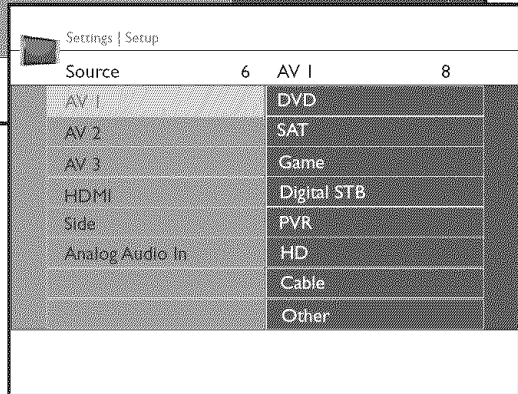 Settings | Setup
Source 6 AV 1 8
AV 1 DVD
AV 2 SAT
AV 3 Game
HDMI Digital STB
Side PVR
Analog Audio In HD
Cable
Other